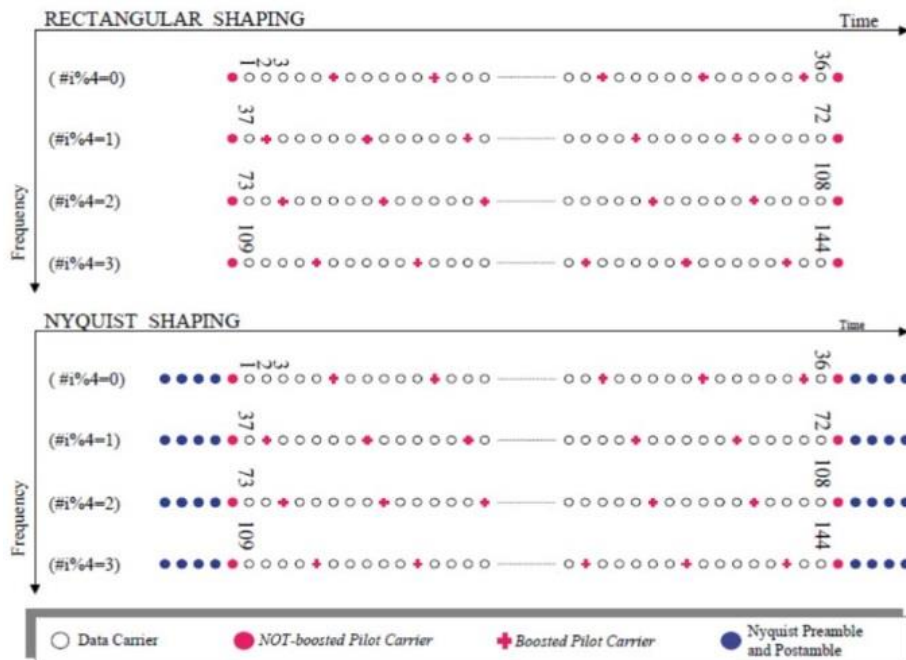 RECTANGULAR SHAPING Time
( #i%4=0) 1 2 3 36
(#i%4=1) 37 72
(#i%4=2) 73 108
(#i%4=3) 109 144
Frequency
NYQUIST SHAPING Time
( #i%4=0) 1 2 3 36
(#i%4=1) 37 72
(#i%4=2) 73 108
(#i%4=3) 109 144
Frequency
Data Carrier NOT-boosted Pilot Carrier Boosted Pilot Carrier Nyquist Preamble
and Postamble